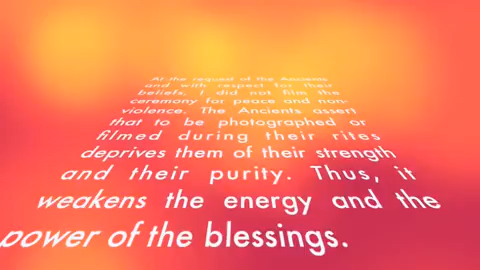 At the request of the Ancients
and with respect for their
beliefs, I did not film the
ceremony for peace and non-
violence. The Ancients assert
that to be photographed or
filmed during their rites
deprives them of their strength
and their purity. Thus, it
weakens the energy and the
power of the blessings.